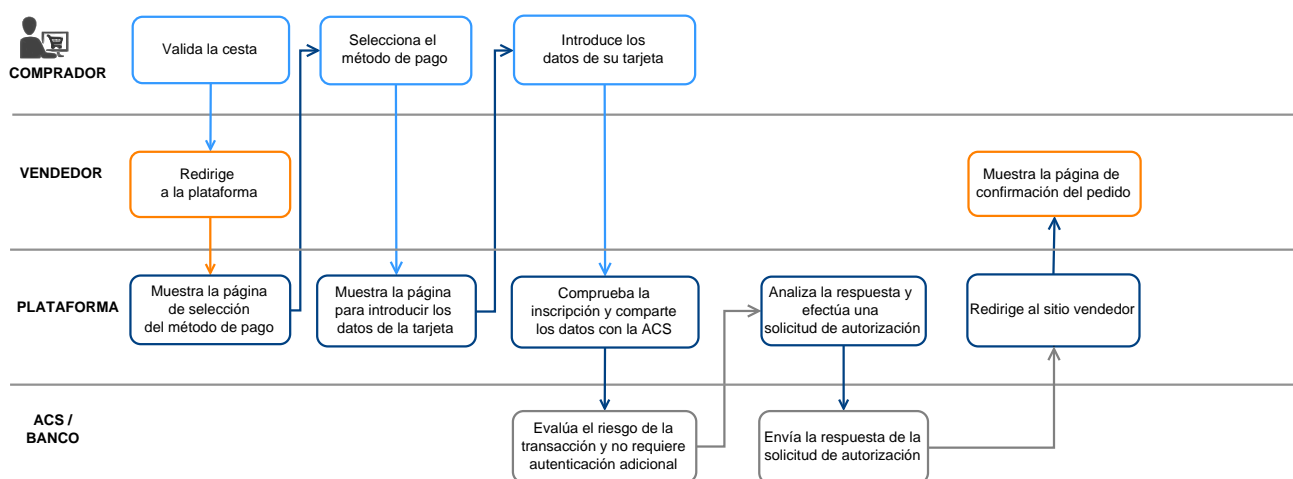 COMPRADOR
Valida la cesta
Selecciona el
método de pago
Introduce los
datos de su tarjeta
VENDEDOR
Redirige
a la plataforma
Muestra la página de
confirmación del pedido
PLATAFORMA
Muestra la página
de selección
del método de pago
Muestra la página
para introducir los
datos de la tarjeta
Comprueba la
inscripción y comparte
los datos con la ACS
Analiza la respuesta y
efectúa una
solicitud de autorización
Redirige al sitio vendedor
ACS /
BANCO
Evalúa el riesgo de la
transacción y no requiere
autenticación adicional
Envía la respuesta de la
solicitud de autorización